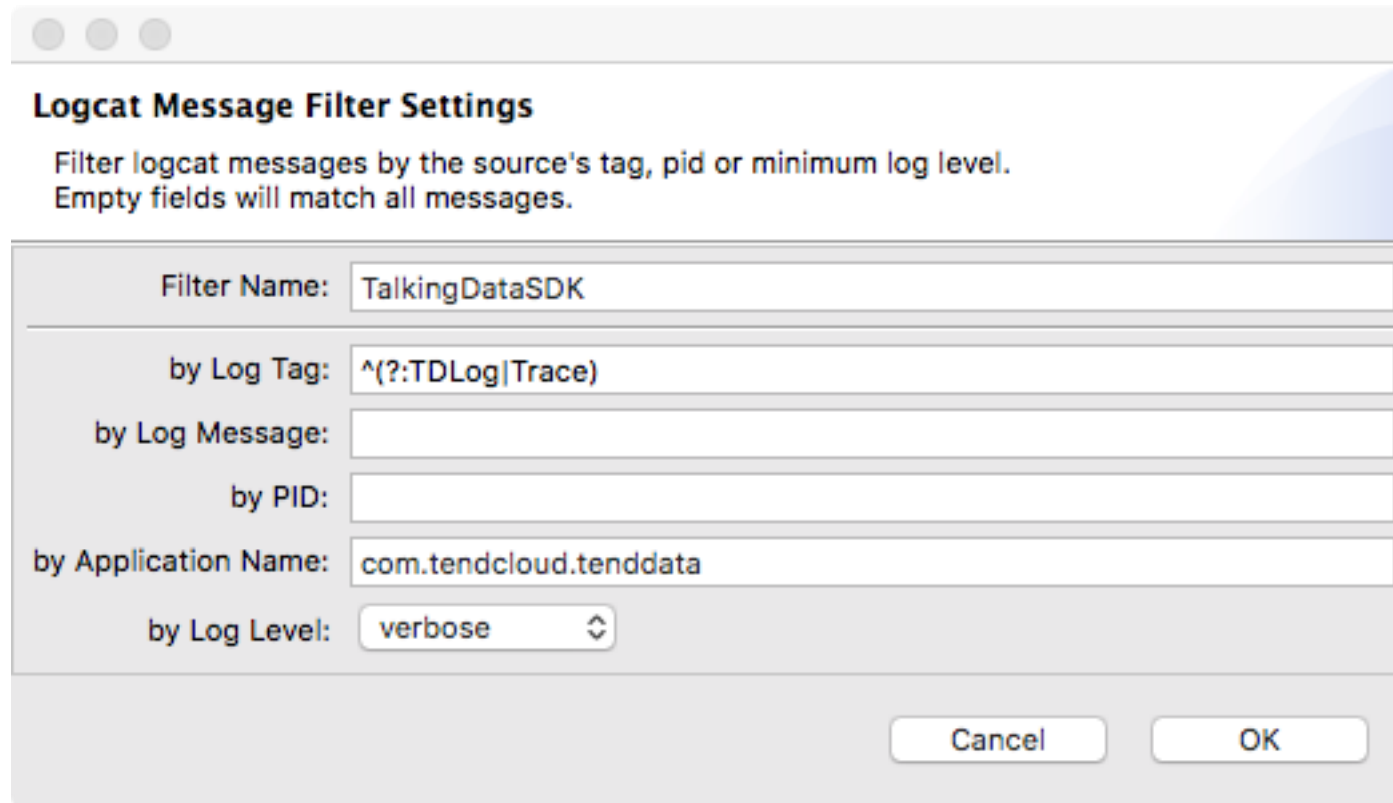 Logcat Message Filter Settings
Filter logcat messages by the source's tag, pid or minimum log level.
Empty fields will match all messages.
Filter Name: TalkingDataSDK
by Log Tag: ^(?:TDLog|Trace)
by Log Message:
by PID:
by Application Name: com.tendcloud.tenddata
by Log Level: verbose
Cancel OK